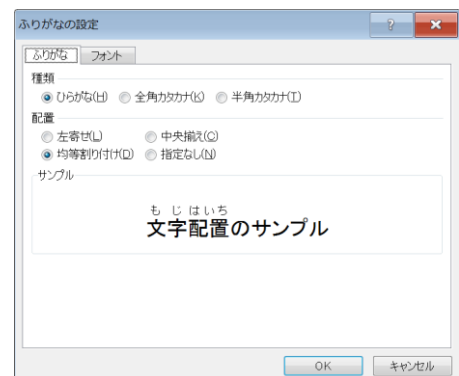 ふりがなの設定
ふりがな フォント
種類
ひらがな(H) 全角カタカナ(K) 半角カタカナ(T)
配置
左寄せ(L) 中央揃え(C)
均等割り付け(D) 指定なし(N)
サンプル
もじはいち
文字配置のサンプル
OK キャンセル